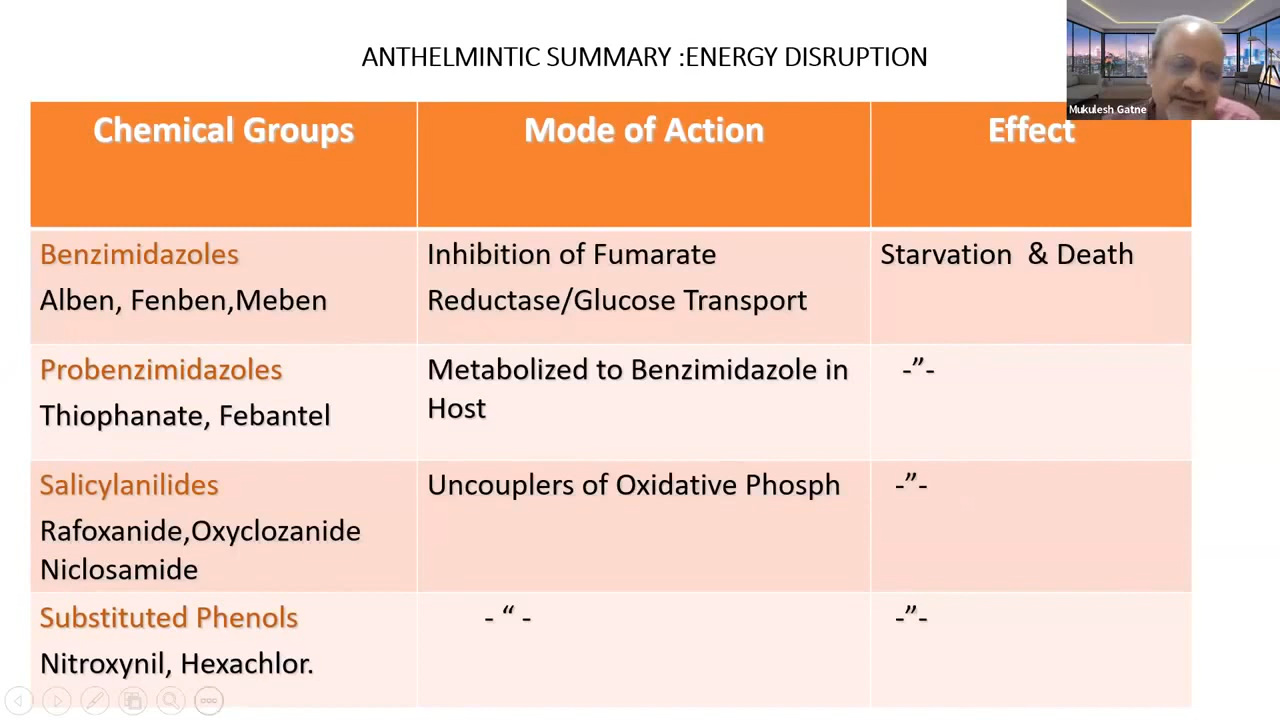 ANTHELMINTIC SUMMARY :ENERGY DISRUPTION
Mukulesh Gatne
Chemical Groups
Mode of Action
Effect
Benzimidazoles
Alben, Fenben,Meben
Inhibition of Fumarate
Reductase/Glucose Transport
Starvation & Death
Probenzimidazoles
Thiophanate, Febantel
Metabolized to Benzimidazole in
Host
-”-
Salicylanilides
Rafoxanide,Oxyclozanide
Niclosamide
Uncouplers of Oxidative Phosph
-”-
Substituted Phenols
Nitroxynil, Hexachlor.
- “ -
-”-